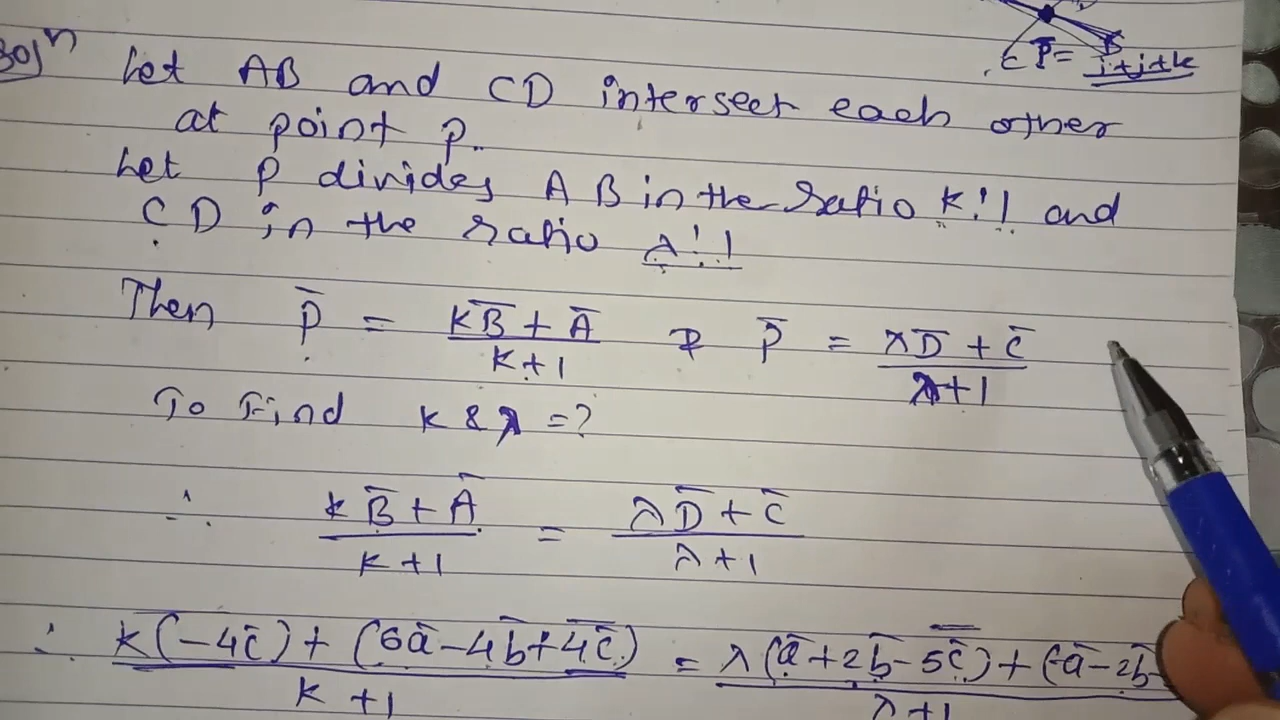 P̄ = i+j+k
Solⁿ Let AB and CD intersect each other
at point P.
Let P divides AB in the ratio K:1 and
CD in the ratio λ:1
Then P̄ = (kB̄ + Ā)/(k+1) & P̄ = (λD̄ + C̄)/(λ+1)
To Find k & λ = ?
∴ (kB̄ + Ā)/(k+1) = (λD̄ + C̄)/(λ+1)
∴ (k(-4c̄) + (6ā - 4b̄ + 4c̄))/(k+1) = (λ(ā + 2b̄ - 5c̄) + (-ā - 2b̄ -)/(λ+1)